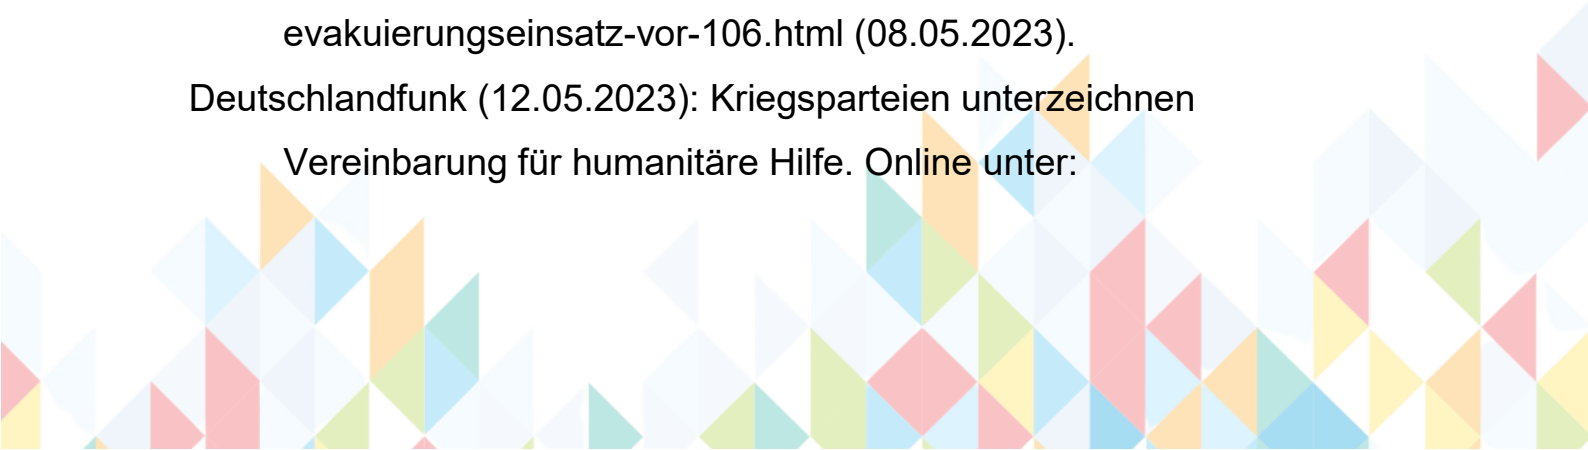 evakuierungseinsatz-vor-106.html (08.05.2023).
Deutschlandfunk (12.05.2023): Kriegsparteien unterzeichnen
Vereinbarung für humanitäre Hilfe. Online unter: